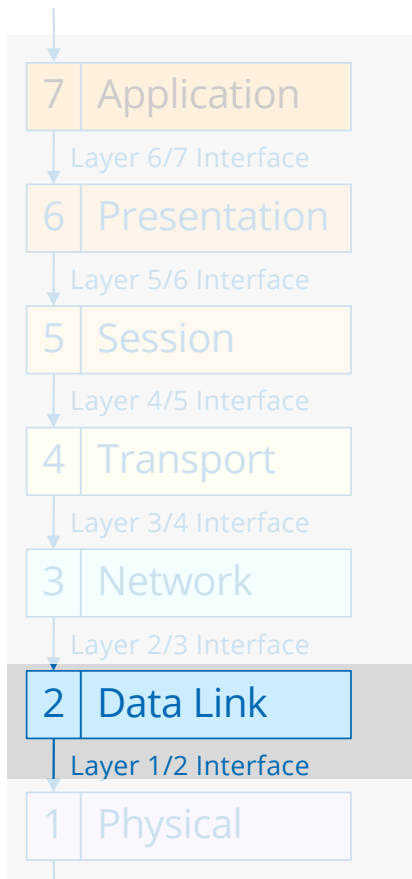 7 Application
Layer 6/7 Interface
6 Presentation
Layer 5/6 Interface
5 Session
Layer 4/5 Interface
4 Transport
Layer 3/4 Interface
3 Network
Layer 2/3 Interface
2 Data Link
Layer 1/2 Interface
1 Physical